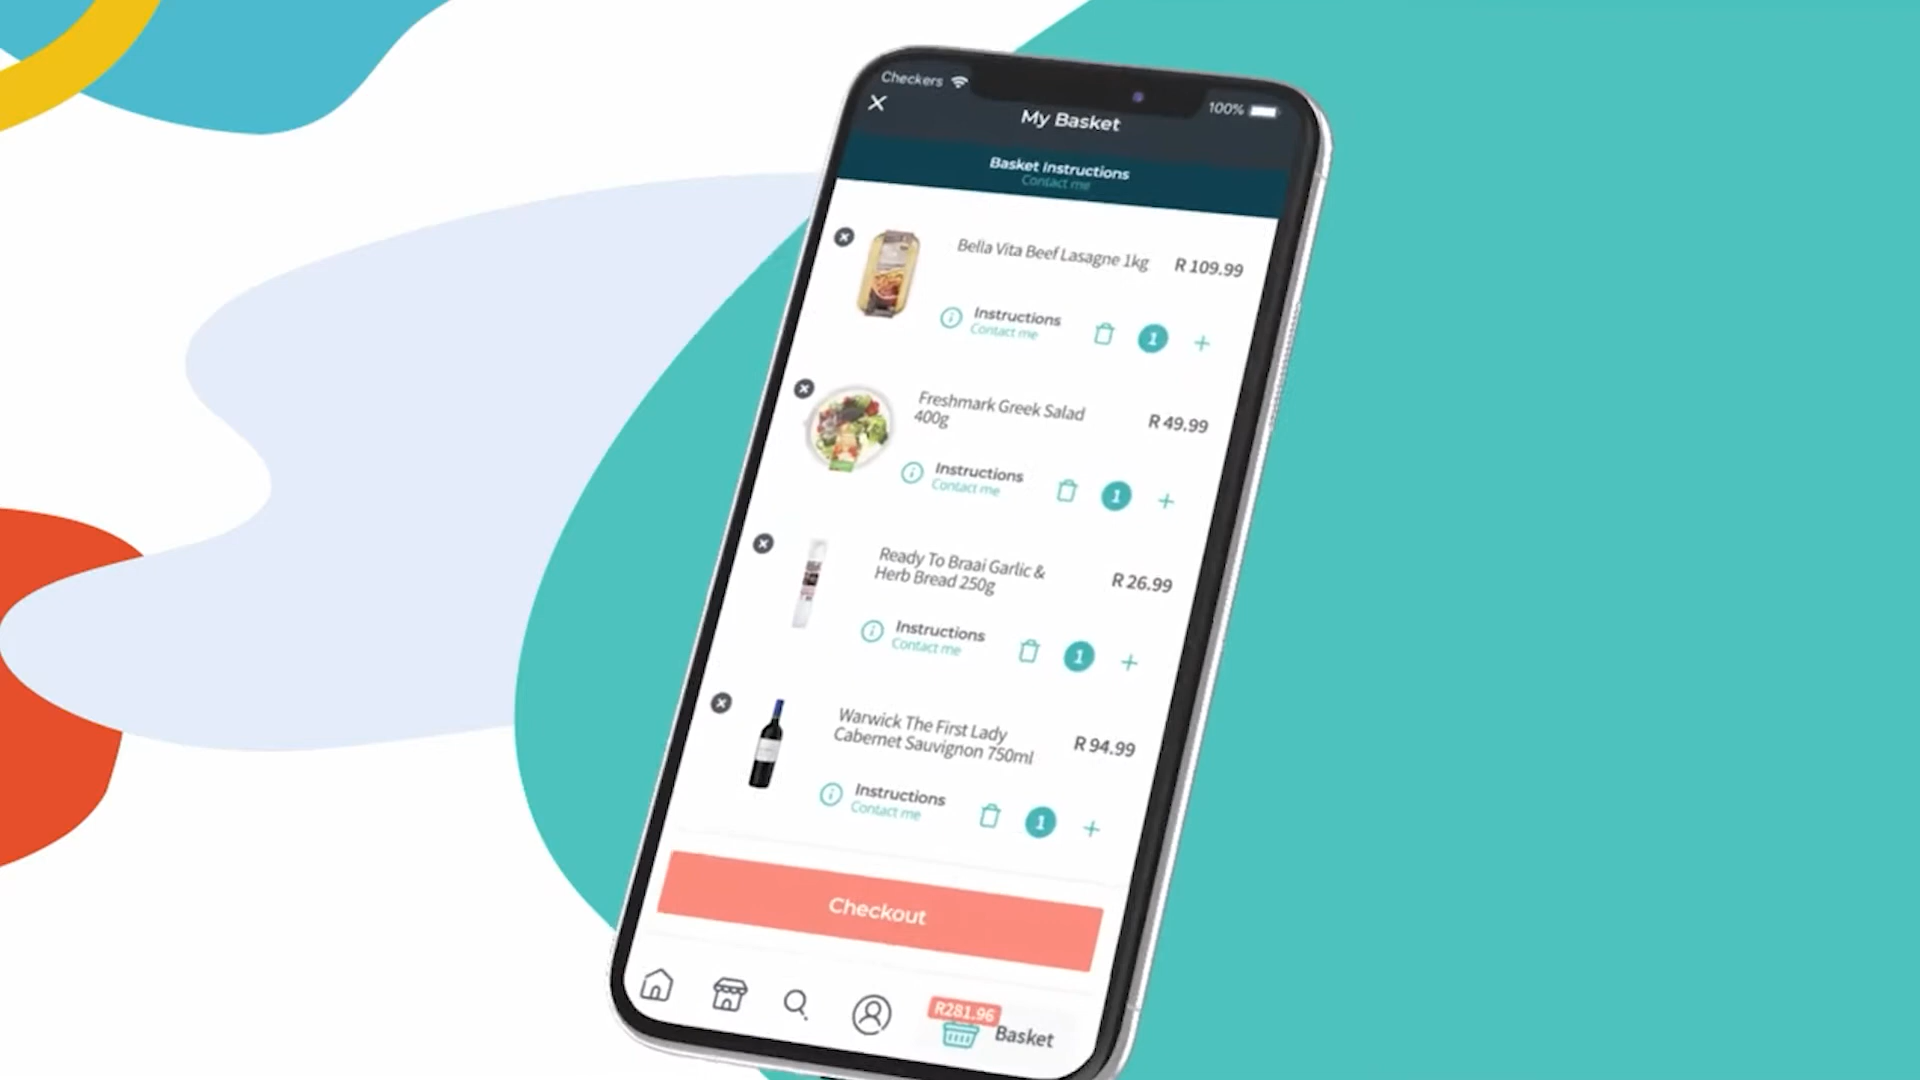 Checkers
100%
My Basket
Basket Instructions
Contact me
Bella Vita Beef Lasagne 1kg
R 109.99
Instructions
Contact me
1
Freshmark Greek Salad
400g
R 49.99
Instructions
Contact me
1
Ready To Braai Garlic &
Herb Bread 250g
R 26.99
Instructions
Contact me
1
Warwick The First Lady
Cabernet Sauvignon 750ml
R 94.99
Instructions
Contact me
1
Checkout
R281.96
Basket